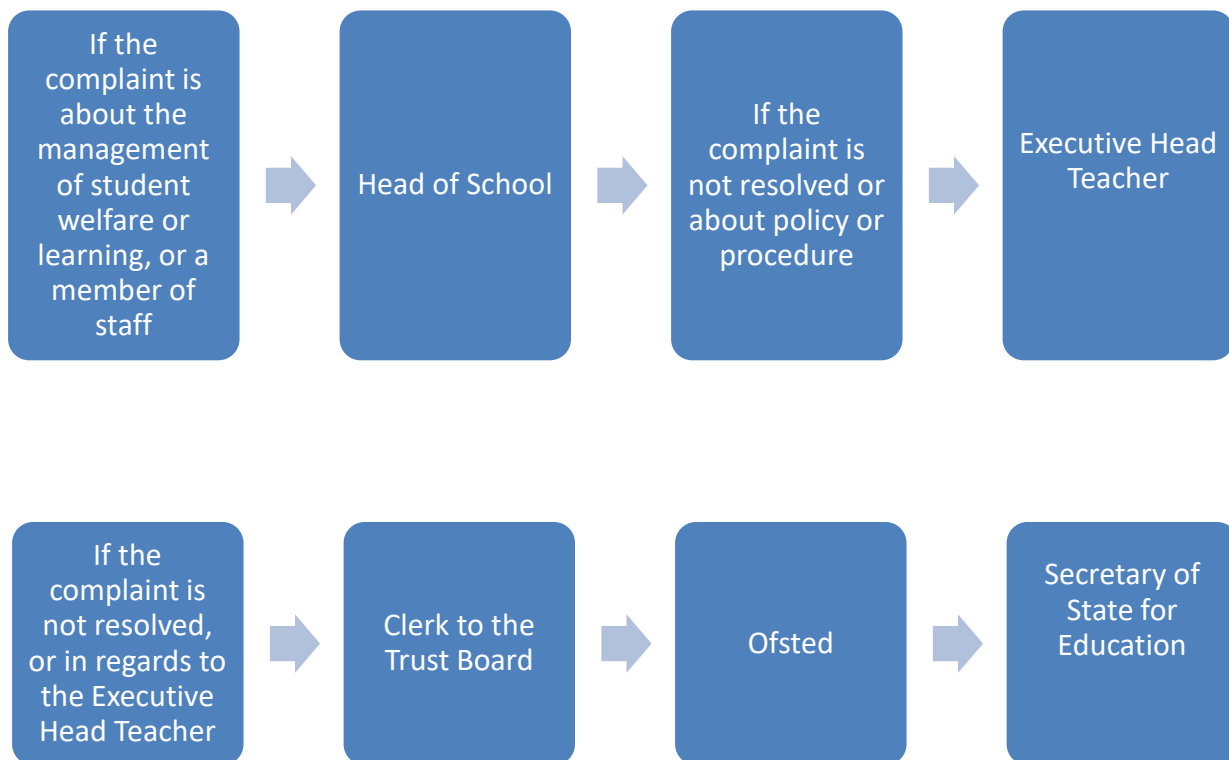 If the
complaint is
about the
management
of student
welfare or
learning, or a
member of
staff
Head of School
If the
complaint is
not resolved or
about policy or
procedure
Executive Head
Teacher
If the
complaint is
not resolved,
or in regards to
the Executive
Head Teacher
Clerk to the
Trust Board
Ofsted
Secretary of
State for
Education